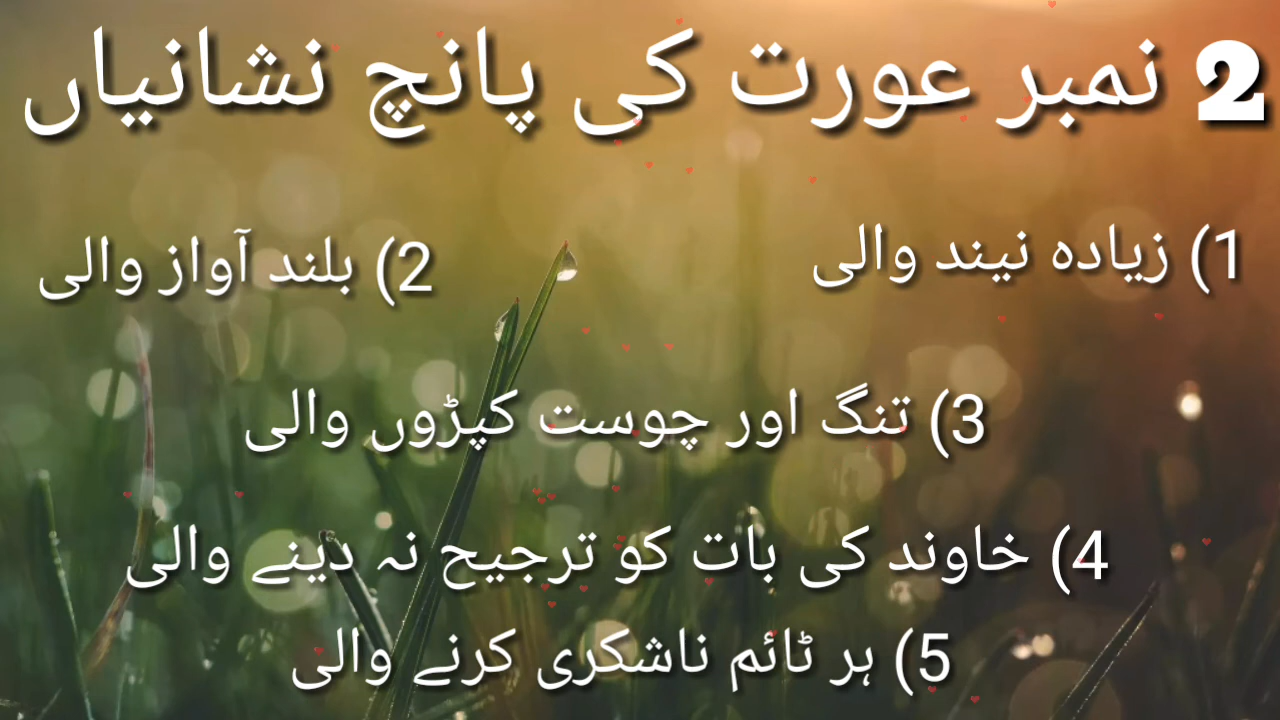 2 نمبر عورت کی پانچ نشانیاں
1) زیادہ نیند والی 2) بلند آواز والی
3) تنگ اور چوست کپڑوں والی
4) خاوند کی بات کو ترجیح نہ دینے والی
5) ہر ٹائم ناشکری کرنے والی